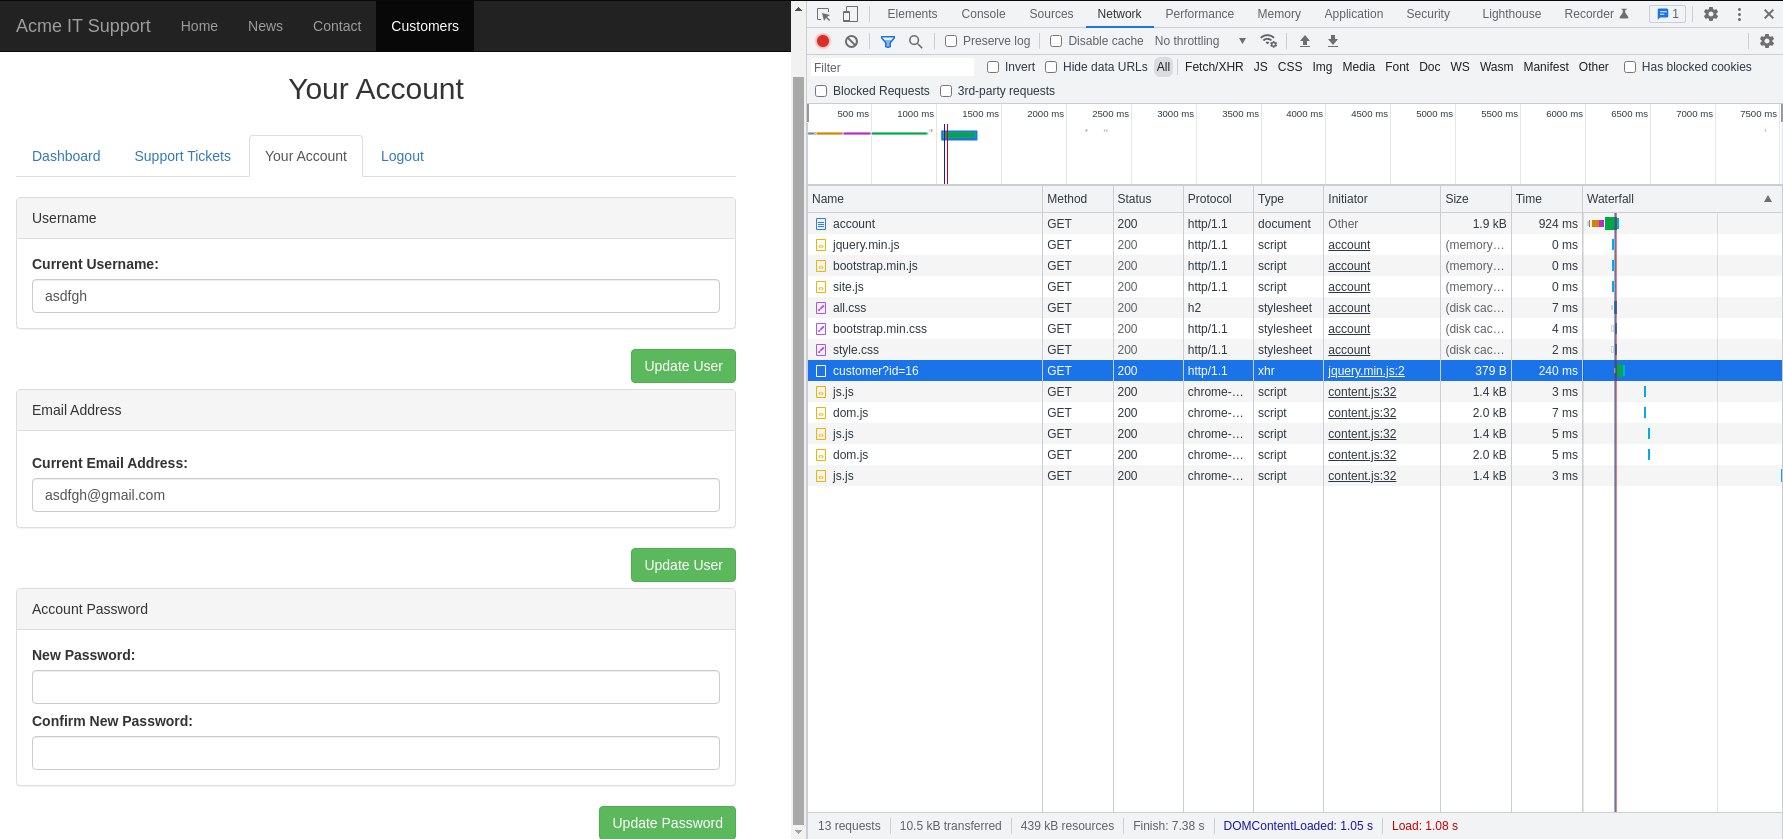 Acme IT Support Home News Contact Customers
Your Account
Dashboard Support Tickets Your Account Logout
Username
Current Username:
asdfgh
Update User
Email Address
Current Email Address:
asdfgh@gmail.com
Update User
Account Password
New Password:
Confirm New Password:
Update Password
Elements Console Sources Network Performance Memory Application Security Lighthouse Recorder 1
Preserve log Disable cache No throttling
Filter Invert Hide data URLs All Fetch/XHR JS CSS Img Media Font Doc WS Wasm Manifest Other Has blocked cookies
Blocked Requests 3rd-party requests
500 ms 1000 ms 1500 ms 2000 ms 2500 ms 3000 ms 3500 ms 4000 ms 4500 ms 5000 ms 5500 ms 6000 ms 6500 ms 7000 ms 7500 ms
Name Method Status Protocol Type Initiator Size Time Waterfall
account GET 200 http/1.1 document Other 1.9 kB 924 ms
jquery.min.js GET 200 http/1.1 script account (memory… 0 ms
bootstrap.min.js GET 200 http/1.1 script account (memory… 0 ms
site.js GET 200 http/1.1 script account (memory… 0 ms
all.css GET 200 h2 stylesheet account (disk cac… 7 ms
bootstrap.min.css GET 200 http/1.1 stylesheet account (disk cac… 4 ms
style.css GET 200 http/1.1 stylesheet account (disk cac… 2 ms
customer?id=16 GET 200 http/1.1 xhr jquery.min.js:2 379 B 240 ms
js.js GET 200 chrome-… script content.js:32 1.4 kB 3 ms
dom.js GET 200 chrome-… script content.js:32 2.0 kB 7 ms
js.js GET 200 chrome-… script content.js:32 1.4 kB 5 ms
dom.js GET 200 chrome-… script content.js:32 2.0 kB 5 ms
js.js GET 200 chrome-… script content.js:32 1.4 kB 3 ms
13 requests 10.5 kB transferred 439 kB resources Finish: 7.38 s DOMContentLoaded: 1.05 s Load: 1.08 s